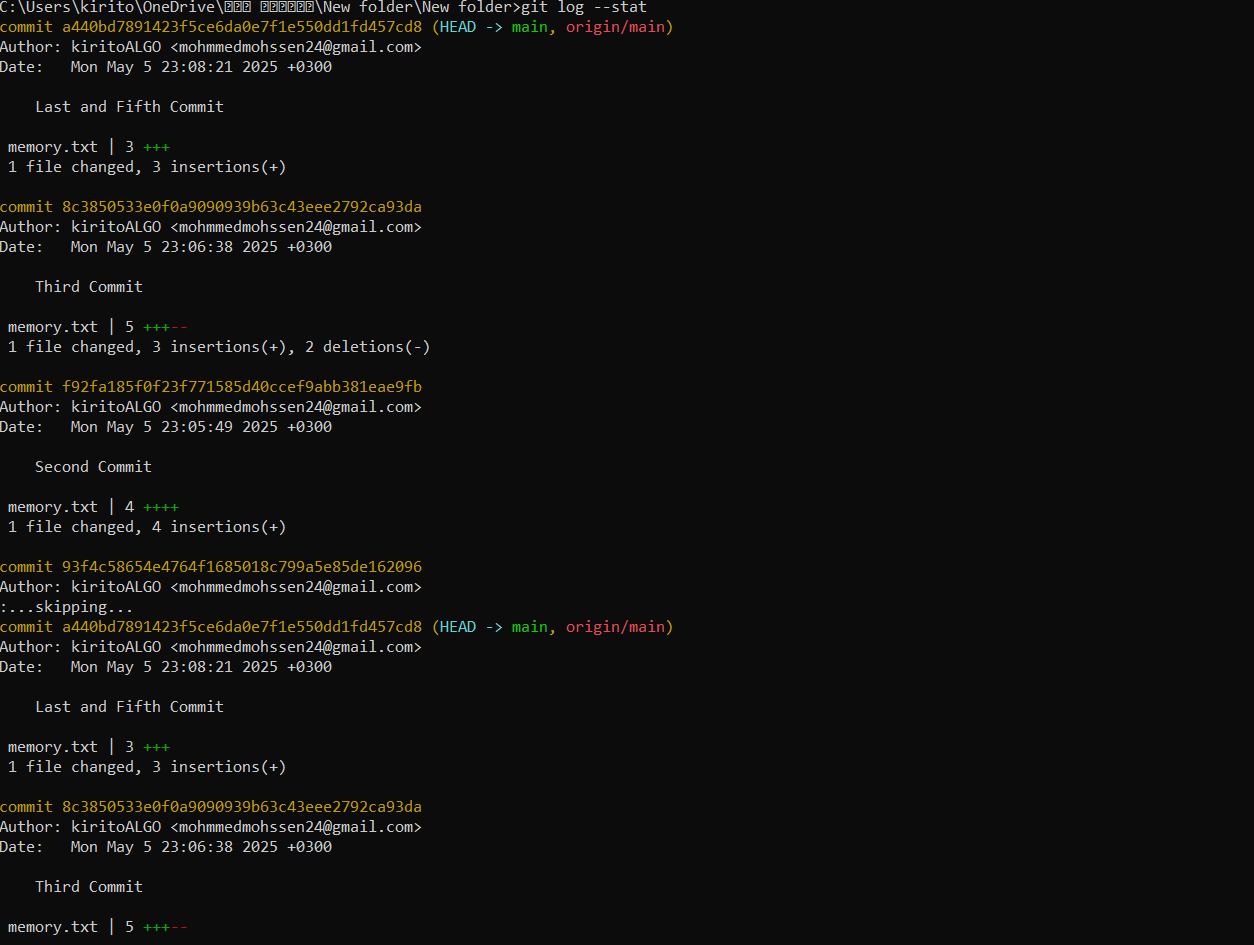 C:\Users\kirito\OneDrive\ \New folder\New folder>git log --stat
commit a440bd7891423f5ce6da0e7f1e550dd1fd457cd8 (HEAD -> main, origin/main)
Author: kiritoALGO <mohmmedmohssen24@gmail.com>
Date:   Mon May 5 23:08:21 2025 +0300
Last and Fifth Commit
memory.txt | 3 +++
1 file changed, 3 insertions(+)
commit 8c3850533e0f0a9090939b63c43eee2792ca93da
Author: kiritoALGO <mohmmedmohssen24@gmail.com>
Date:   Mon May 5 23:06:38 2025 +0300
Third Commit
memory.txt | 5 +++--
1 file changed, 3 insertions(+), 2 deletions(-)
commit f92fa185f0f23f771585d40ccef9abb381eae9fb
Author: kiritoALGO <mohmmedmohssen24@gmail.com>
Date:   Mon May 5 23:05:49 2025 +0300
Second Commit
memory.txt | 4 ++++
1 file changed, 4 insertions(+)
commit 93f4c58654e4764f1685018c799a5e85de162096
Author: kiritoALGO <mohmmedmohssen24@gmail.com>
:...skipping...
commit a440bd7891423f5ce6da0e7f1e550dd1fd457cd8 (HEAD -> main, origin/main)
Author: kiritoALGO <mohmmedmohssen24@gmail.com>
Date:   Mon May 5 23:08:21 2025 +0300
Last and Fifth Commit
memory.txt | 3 +++
1 file changed, 3 insertions(+)
commit 8c3850533e0f0a9090939b63c43eee2792ca93da
Author: kiritoALGO <mohmmedmohssen24@gmail.com>
Date:   Mon May 5 23:06:38 2025 +0300
Third Commit
memory.txt | 5 +++--